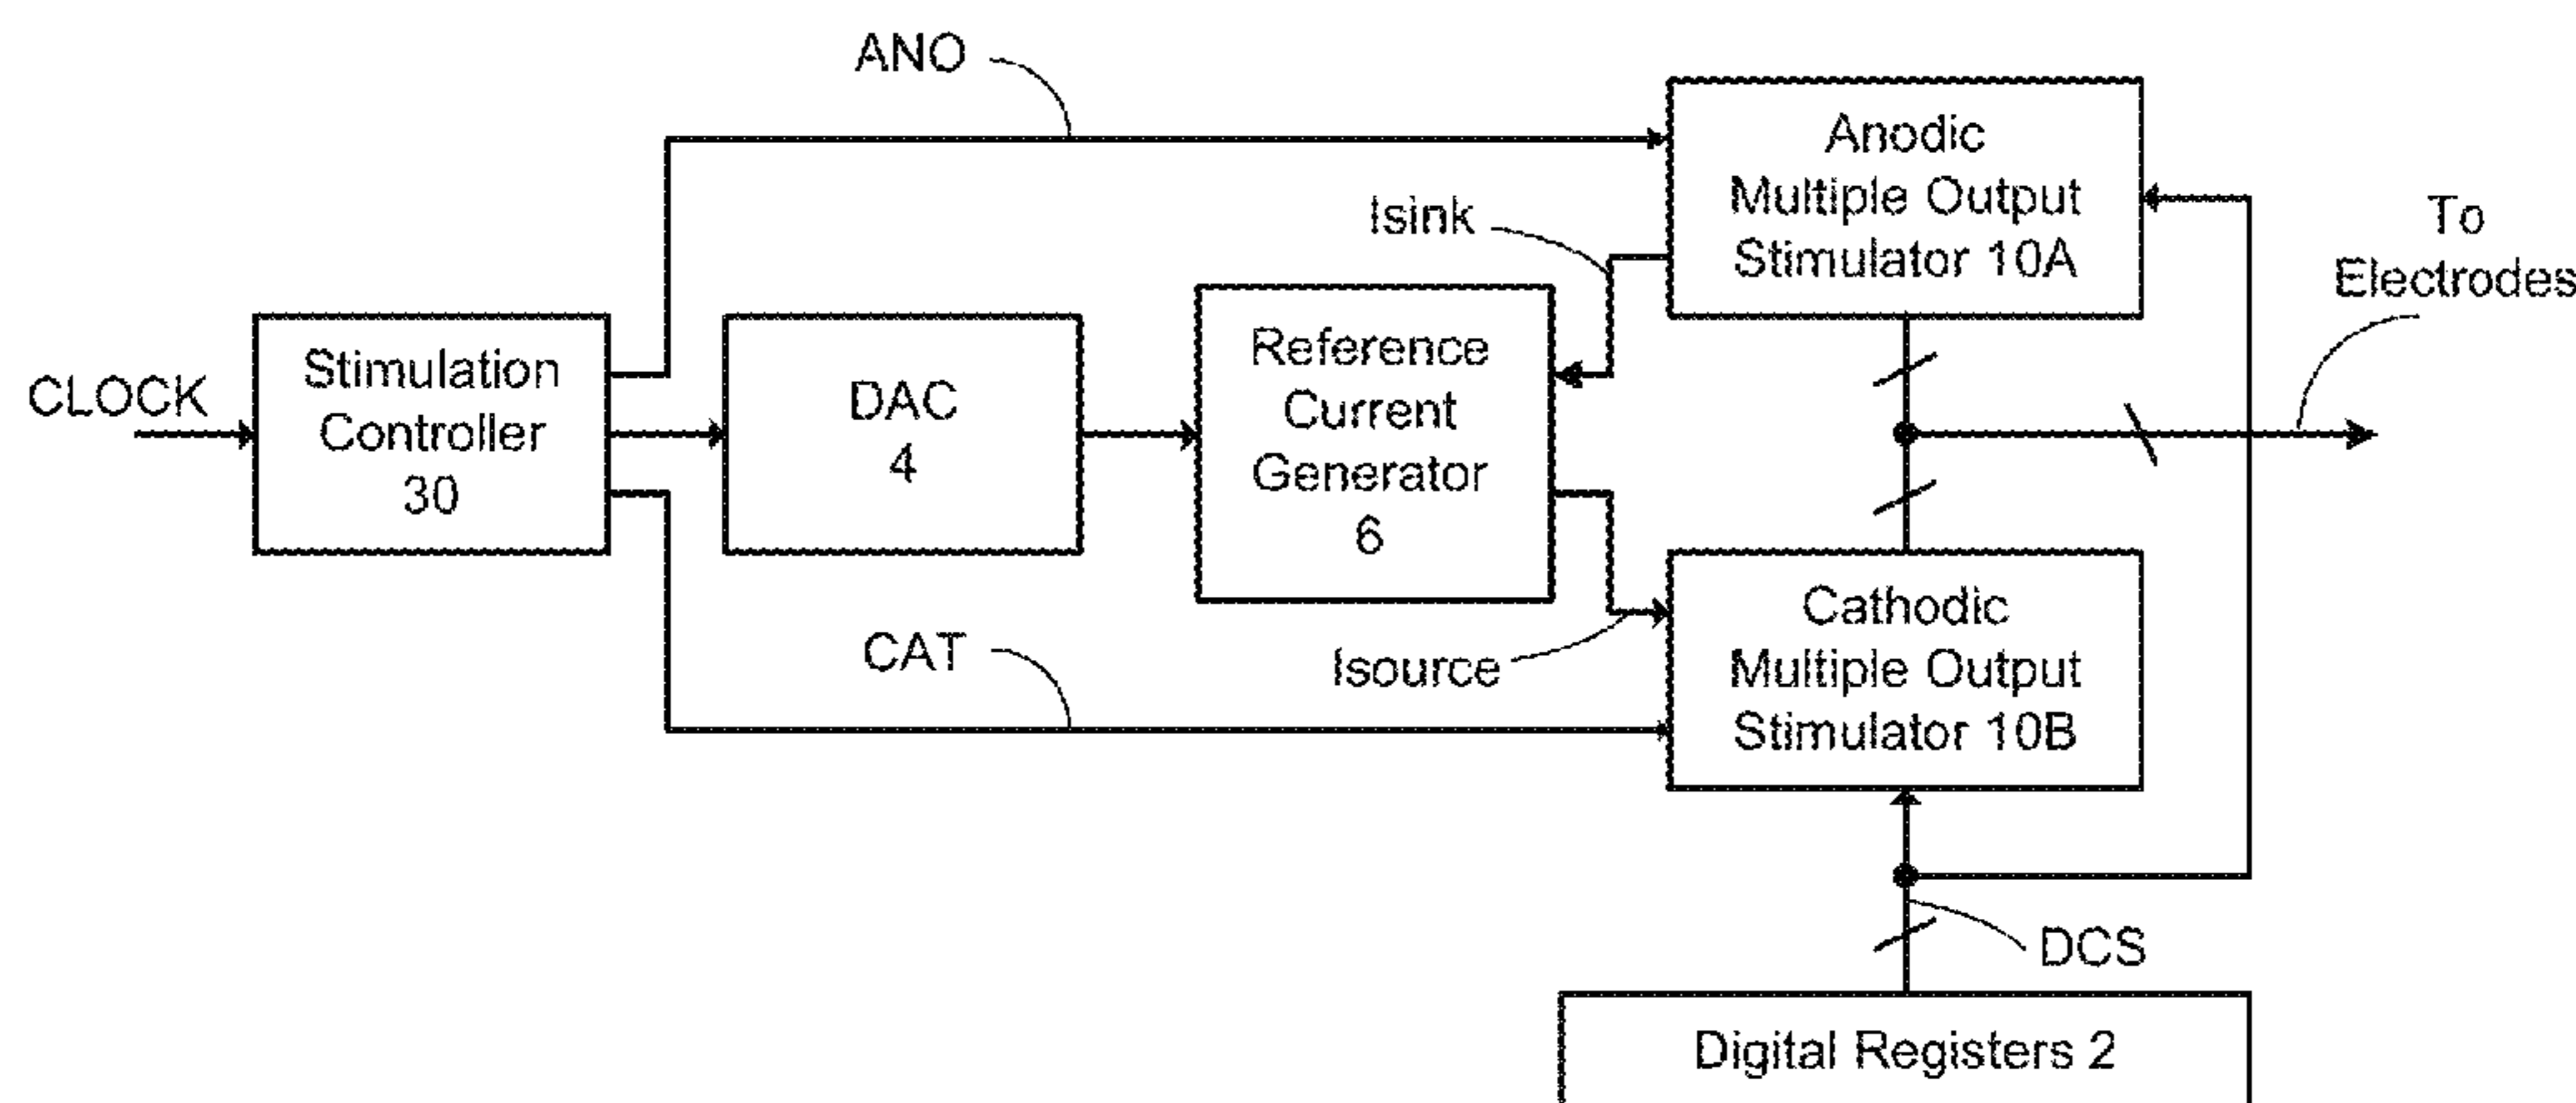 ANO
Anodic
Multiple Output
Stimulator 10A
Isink
To
Electrodes
CLOCK
Stimulation
Controller
30
DAC
4
Reference
Current
Generator
6
CAT
Isource
Cathodic
Multiple Output
Stimulator 10B
DCS
Digital Registers 2